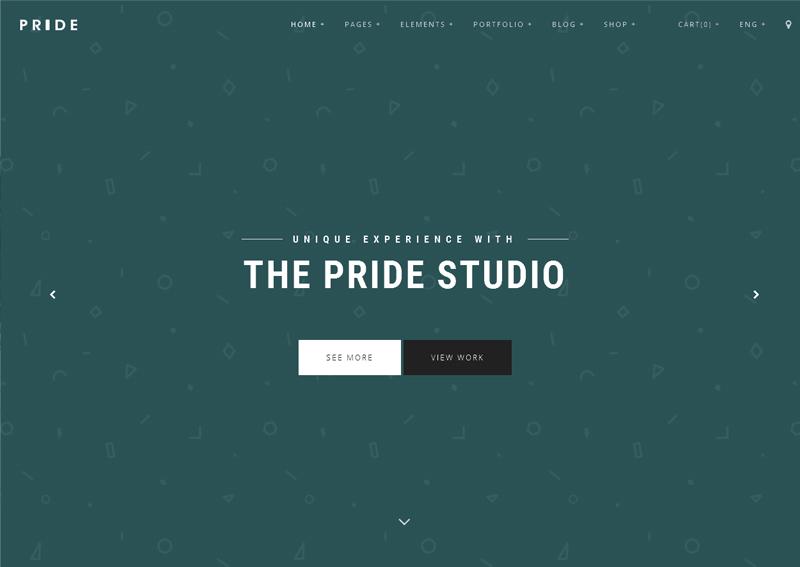 PRIDE
HOME + PAGES + ELEMENTS + PORTFOLIO + BLOG + SHOP + CART(0) + ENG +
UNIQUE EXPERIENCE WITH
THE PRIDE STUDIO
SEE MORE VIEW WORK